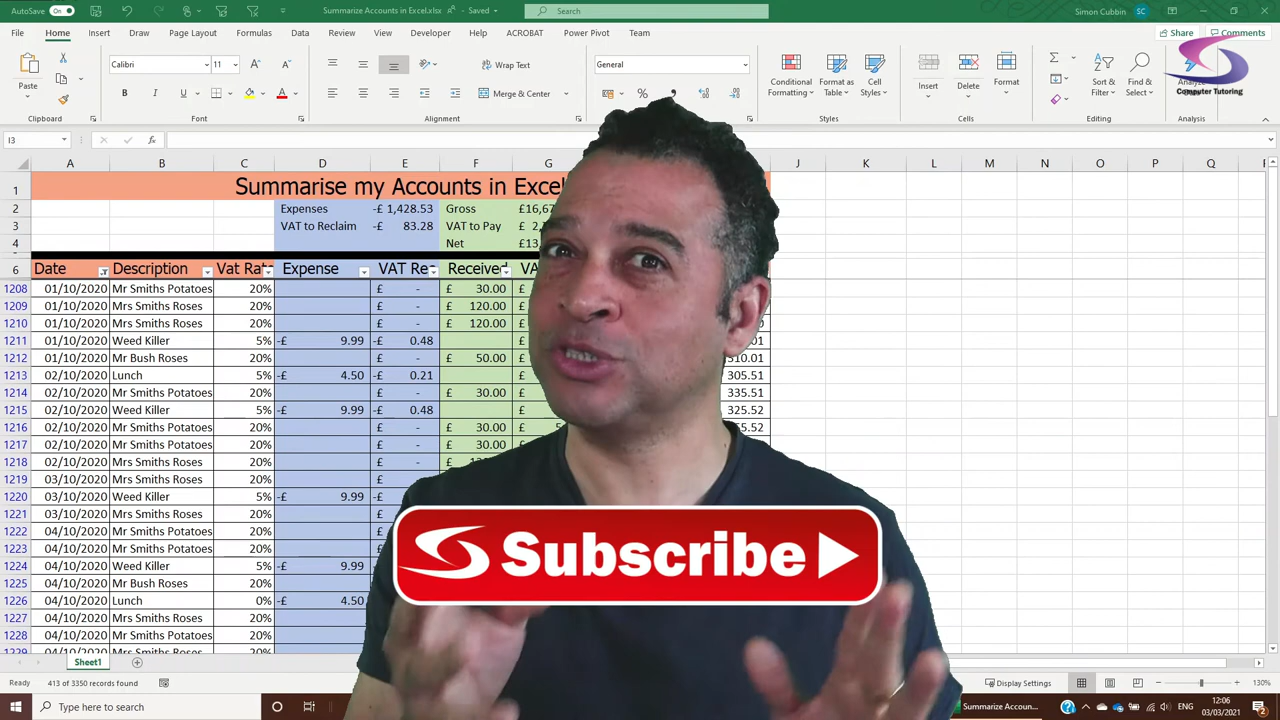 AutoSave On
Summarize Accounts in Excel.xlsx - Saved
Search
Simon Cubbin SC
File Home Insert Draw Page Layout Formulas Data Review View Developer Help ACROBAT Power Pivot Team
Share Comments
Paste
Calibri 11
Wrap Text
Merge & Center
General
Conditional Formatting
Format as Table
Cell Styles
Insert Delete Format
Sort & Filter
Find & Select
Computer Tutoring
Clipboard Font Alignment Cells Editing Analysis
I3
fx
A B C D E F G J K L M N O P Q
1 Summarise my Accounts in Excel
2 Expenses -£ 1,428.53 Gross
3 VAT to Reclaim -£ 83.28 VAT to Pay
4 Net
6 Date Description Vat Expense VAT Received
1208 01/10/2020 Mr Smiths Potatoes 20% £ - £ 30.00 £
1209 01/10/2020 Mrs Smiths Roses 20% £ - £ 120.00 £
1210 01/10/2020 Mrs Smiths Roses 20% £ - £ 120.00 £
1211 01/10/2020 Weed Killer 5% -£ 9.99 -£ 0.48 £
1212 01/10/2020 Mr Bush Roses 20% £ - £ 50.00 £ 310.01
1213 02/10/2020 Lunch 5% -£ 4.50 -£ 0.21 £ 305.51
1214 02/10/2020 Mr Smiths Potatoes 20% £ - £ 30.00 £ 335.51
1215 02/10/2020 Weed Killer 5% -£ 9.99 -£ 0.48 £ 325.52
1216 02/10/2020 Mr Smiths Potatoes 20% £ - £ 30.00 £
1217 02/10/2020 Mr Smiths Potatoes 20% £ - £ 30.00 £
1218 02/10/2020 Mrs Smiths Roses 20% £ - £
1219 03/10/2020 Mrs Smiths Roses 20% £
1220 03/10/2020 Weed Killer 5% -£ 9.99 -£
1221 03/10/2020 Mrs Smiths Roses 20% £
1222 04/10/2020 Mr Smiths Potatoes 20% £
1223 04/10/2020 Mr Smiths Potatoes 20% £
1224 04/10/2020 Weed Killer 5% -£ 9.99
1225 04/10/2020 Mr Bush Roses 20%
1226 04/10/2020 Lunch 0% -£ 4.50
1227 04/10/2020 Mrs Smiths Roses 20%
1228 04/10/2020 Mr Smiths Potatoes 20%
1229 04/10/2020 Mrs Smiths Roses 20%
Subscribe
Sheet1
Ready 413 of 3350 records found
Display Settings
130%
Type here to search
Summarize Accoun...
ENG
12:06
03/03/2021